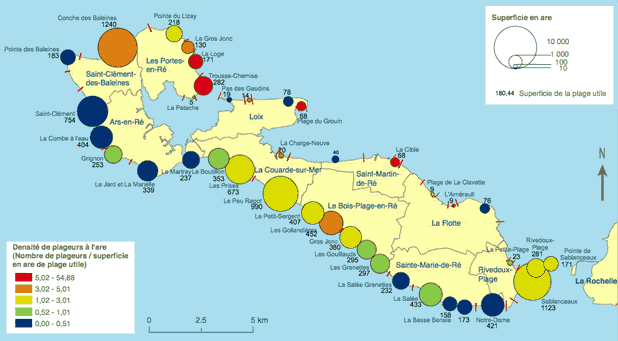 Conche des Baleines
1240
Pointe du Lizay
218
Le Gros Jonc
130
La Loge
171
Pointe des Baleines
183
Les Portes-
en-Ré
Saint-Clément-
des-Baleines
Trousse-Chemise
262
Pas des Gaudins
19
14
78
La Patache
5
68
Plage du Grouin
Loix
Saint-Clément
754
Ars-en-Ré
La Combe à l'eau
404
Grignon
253
Le Jard et La Marielle
339
Le Martray
237
Le Boutillon
353
Les Prises
673
La Charge-Neuve
20
La Couarde-sur-Mer
46
La Cible
68
Saint-Martin-
de-Ré
Le Peu Ragot
990
Le Petit-Sergent
407
Le Bois-Plage-en-Ré
Plage de La Clavette
9
L'Amérault
9
76
La Flotte
Les Gollandières
452
Gros Jonc
380
Les Gouillauds
295
Les Grenettes
297
Sainte-Marie-de-Ré
La Salée Grenettes
232
La Salée
433
La Basse Benaie
156
173
Notre-Dame
421
La Petite-Plage
23
Rivedoux-
Plage
Rivedoux-
Plage
281
Pointe de
Sablanceaux
171
Sablanceaux
1123
La Rochelle
N
Superficie en are
10 000
1 000
100
10
180,44 Superficie de la plage utile
Densité de plageurs à l'are
(Nombre de plageurs / superficie
en are de plage utile)
5,02 - 54,68
3,02 - 5,01
1,02 - 3,01
0,52 - 1,01
0,00 - 0,51
0 2.5 5 km